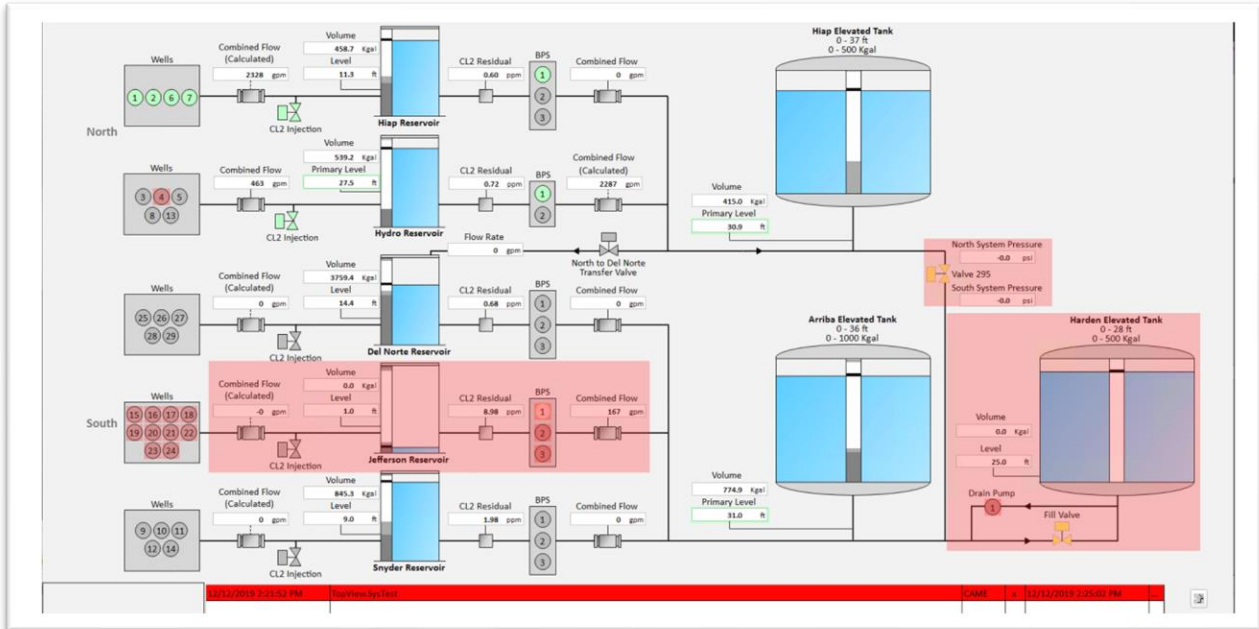 North
Wells
1 2 6 7
Combined Flow
(Calculated)
2328 gpm
CL2 Injection
Volume
458.7 Kgal
Level
11.3 ft
Hiap Reservoir
CL2 Residual
0.60 ppm
BPS
1
2
3
Combined Flow
0 gpm
Wells
3 4 5
8 13
Combined Flow
463 gpm
CL2 Injection
Volume
539.2 Kgal
Primary Level
27.5 ft
Hydro Reservoir
CL2 Residual
0.72 ppm
BPS
1
2
Combined Flow
(Calculated)
2287 gpm
Flow Rate
0 gpm
North to Del Norte
Transfer Valve
South
Wells
25 26 27
28 29
Combined Flow
(Calculated)
0 gpm
CL2 Injection
Volume
3759.4 Kgal
Level
14.4 ft
Del Norte Reservoir
CL2 Residual
0.68 ppm
BPS
1
2
3
Combined Flow
0 gpm
Wells
15 16 17 18
19 20 21 22
23 24
Combined Flow
(Calculated)
-0 gpm
CL2 Injection
Volume
0.0 Kgal
Level
1.0 ft
Jefferson Reservoir
CL2 Residual
8.98 ppm
BPS
1
2
3
Combined Flow
167 gpm
Wells
9 10 11
12 14
Combined Flow
(Calculated)
0 gpm
CL2 Injection
Volume
845.3 Kgal
Level
9.0 ft
Snyder Reservoir
CL2 Residual
1.98 ppm
BPS
1
2
3
Combined Flow
0 gpm
Hiap Elevated Tank
0 - 37 ft
0 - 500 Kgal
Volume
415.0 Kgal
Primary Level
30.9 ft
North System Pressure
-0.0 psi
Valve 295
South System Pressure
-0.0 psi
Arriba Elevated Tank
0 - 36 ft
0 - 1000 Kgal
Volume
774.9 Kgal
Primary Level
31.0 ft
Harden Elevated Tank
0 - 28 ft
0 - 500 Kgal
Volume
0.0 Kgal
Level
25.0 ft
Drain Pump
1
Fill Valve
12/12/2019 2:21:52 PM TopView.SysTest CAME 12/12/2019 2:25:02 PM ...